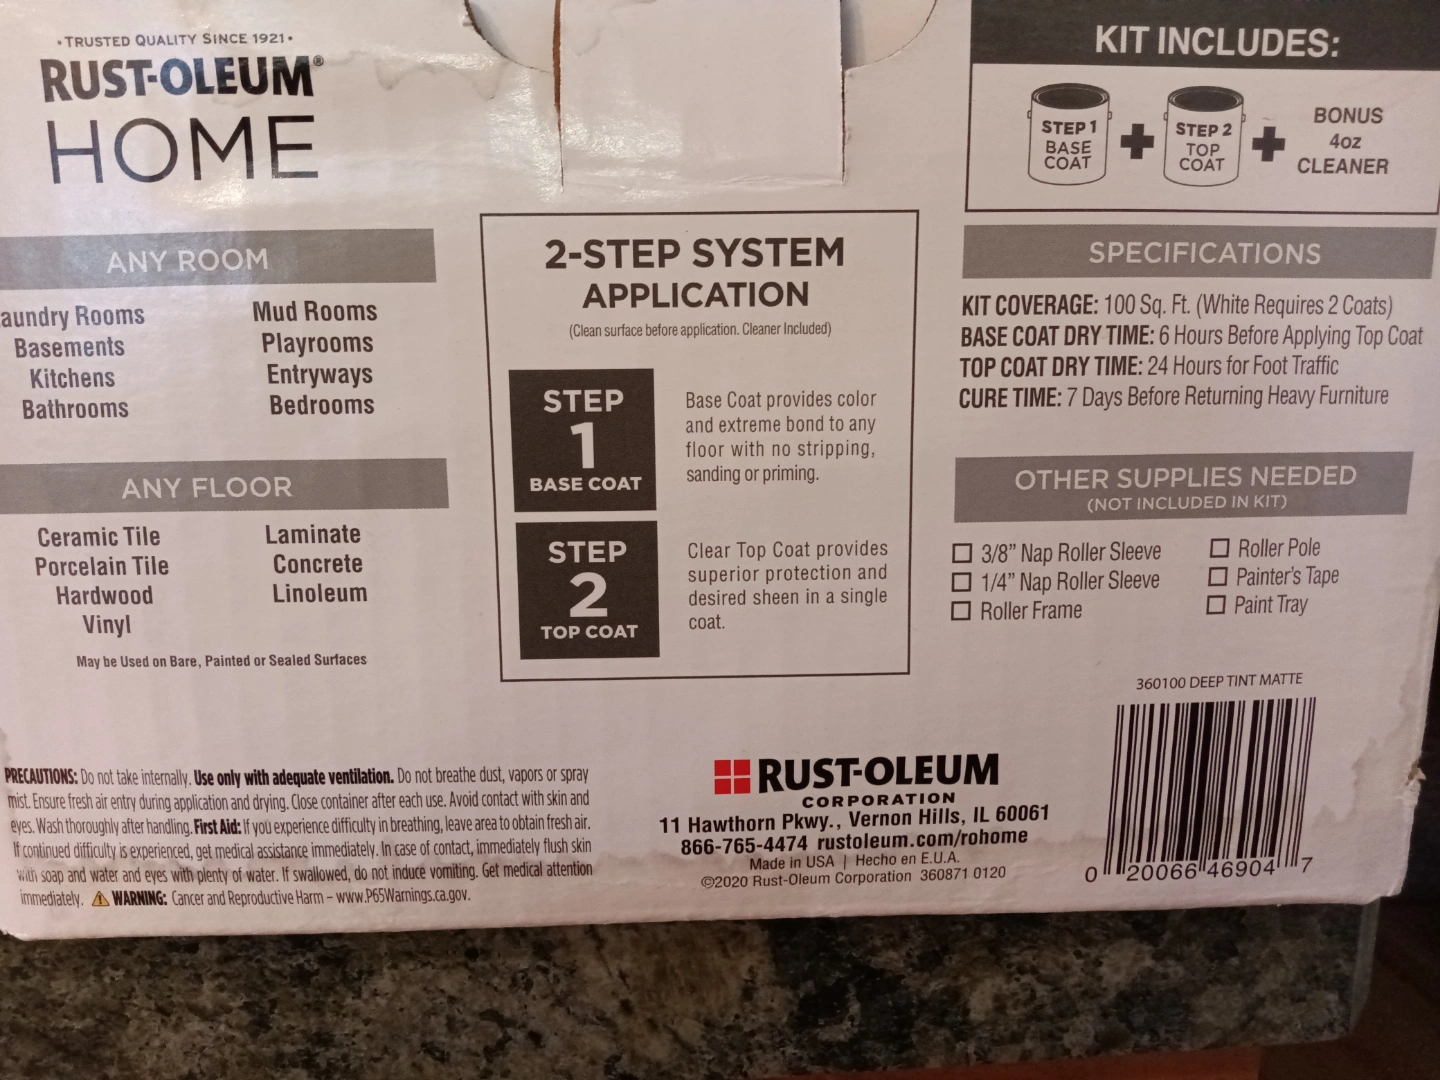 • TRUSTED QUALITY SINCE 1921 •
RUST-OLEUM®
HOME
ANY ROOM
aundry Rooms
Basements
Kitchens
Bathrooms
Mud Rooms
Playrooms
Entryways
Bedrooms
ANY FLOOR
Ceramic Tile
Porcelain Tile
Hardwood
Vinyl
Laminate
Concrete
Linoleum
May be Used on Bare, Painted or Sealed Surfaces
2-STEP SYSTEM
APPLICATION
(Clean surface before application. Cleaner Included)
STEP
1
BASE COAT
Base Coat provides color
and extreme bond to any
floor with no stripping,
sanding or priming.
STEP
2
TOP COAT
Clear Top Coat provides
superior protection and
desired sheen in a single
coat.
KIT INCLUDES:
STEP 1
BASE
COAT
+
STEP 2
TOP
COAT
+
BONUS
4oz
CLEANER
SPECIFICATIONS
KIT COVERAGE: 100 Sq. Ft. (White Requires 2 Coats)
BASE COAT DRY TIME: 6 Hours Before Applying Top Coat
TOP COAT DRY TIME: 24 Hours for Foot Traffic
CURE TIME: 7 Days Before Returning Heavy Furniture
OTHER SUPPLIES NEEDED
(NOT INCLUDED IN KIT)
3/8” Nap Roller Sleeve
1/4” Nap Roller Sleeve
Roller Frame
Roller Pole
Painter's Tape
Paint Tray
360100 DEEP TINT MATTE
0 20066 46904 7
PRECAUTIONS: Do not take internally. Use only with adequate ventilation. Do not breathe dust, vapors or spray
mist. Ensure fresh air entry during application and drying. Close container after each use. Avoid contact with skin and
eyes. Wash thoroughly after handling. First Aid: If you experience difficulty in breathing, leave area to obtain fresh air.
If continued difficulty is experienced, get medical assistance immediately. In case of contact, immediately flush skin
with soap and water and eyes with plenty of water. If swallowed, do not induce vomiting. Get medical attention
immediately. ⚠ WARNING: Cancer and Reproductive Harm – www.P65Warnings.ca.gov.
RUST-OLEUM
CORPORATION
11 Hawthorn Pkwy., Vernon Hills, IL 60061
866-765-4474 rustoleum.com/rohome
Made in USA | Hecho en E.U.A.
©2020 Rust-Oleum Corporation 360871 0120